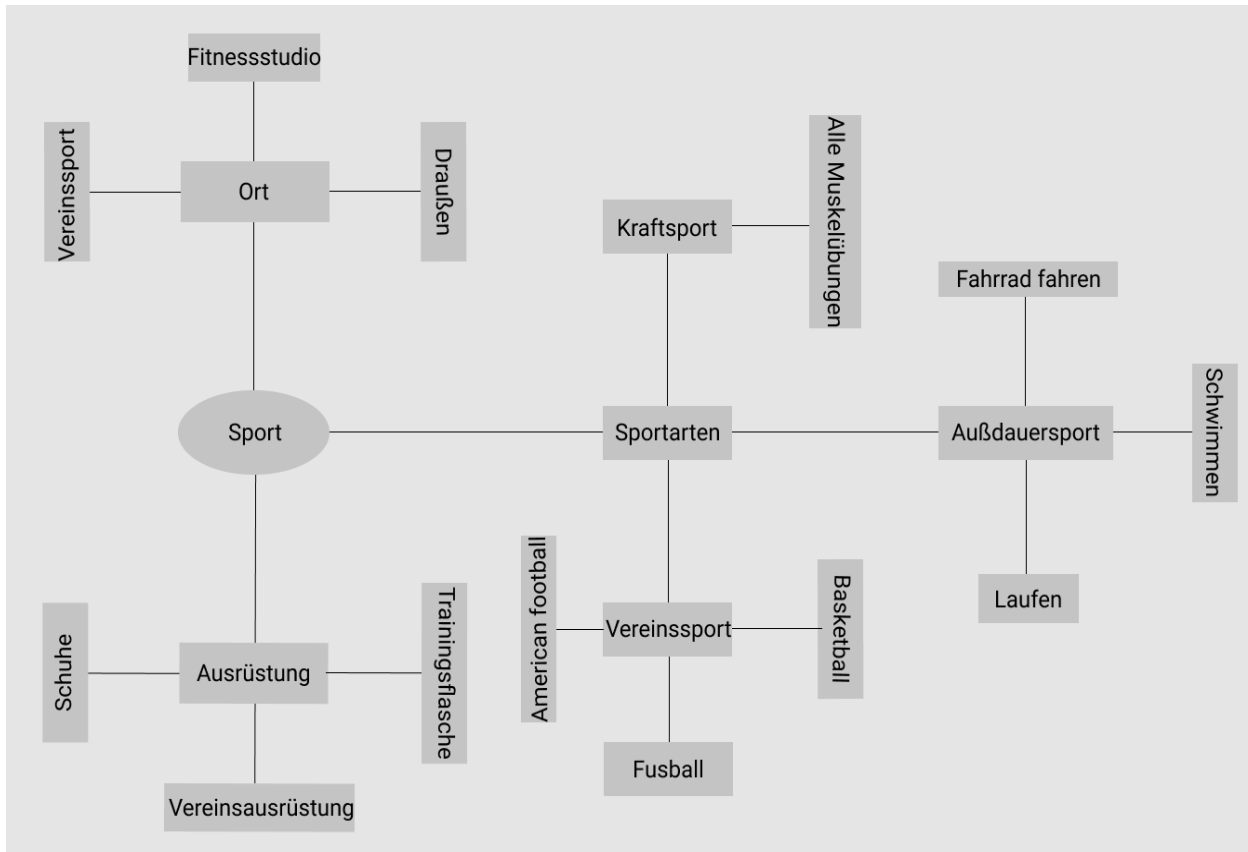 Fitnessstudio
Vereinssport
Ort
Draußen
Alle Muskelübungen
Kraftsport
Fahrrad fahren
Schwimmen
Sport
Sportarten
Außdauersport
American football
Basketball
Trainingsflasche
Laufen
Schuhe
Vereinssport
Ausrüstung
Fusball
Vereinsausrüstung